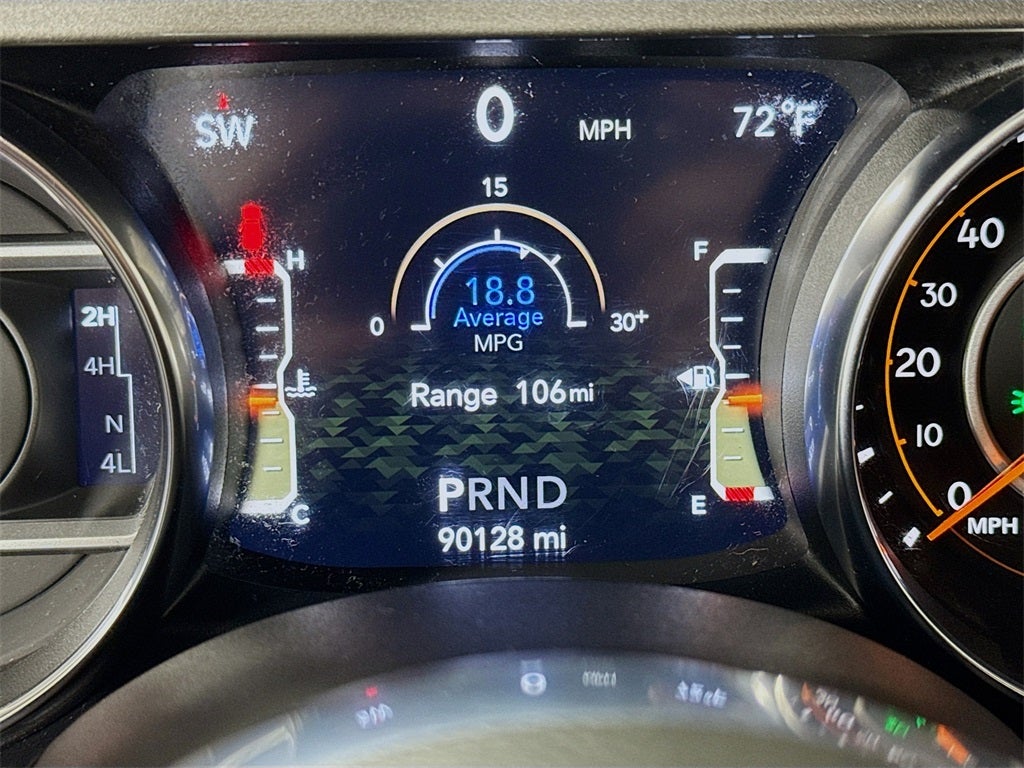 SW
0 MPH
72°F
15
H
F
18.8
Average
MPG
0
30+
Range 106mi
2H
4H
N
4L
C
E
PRND
90128 mi
40
30
20
10
0
MPH